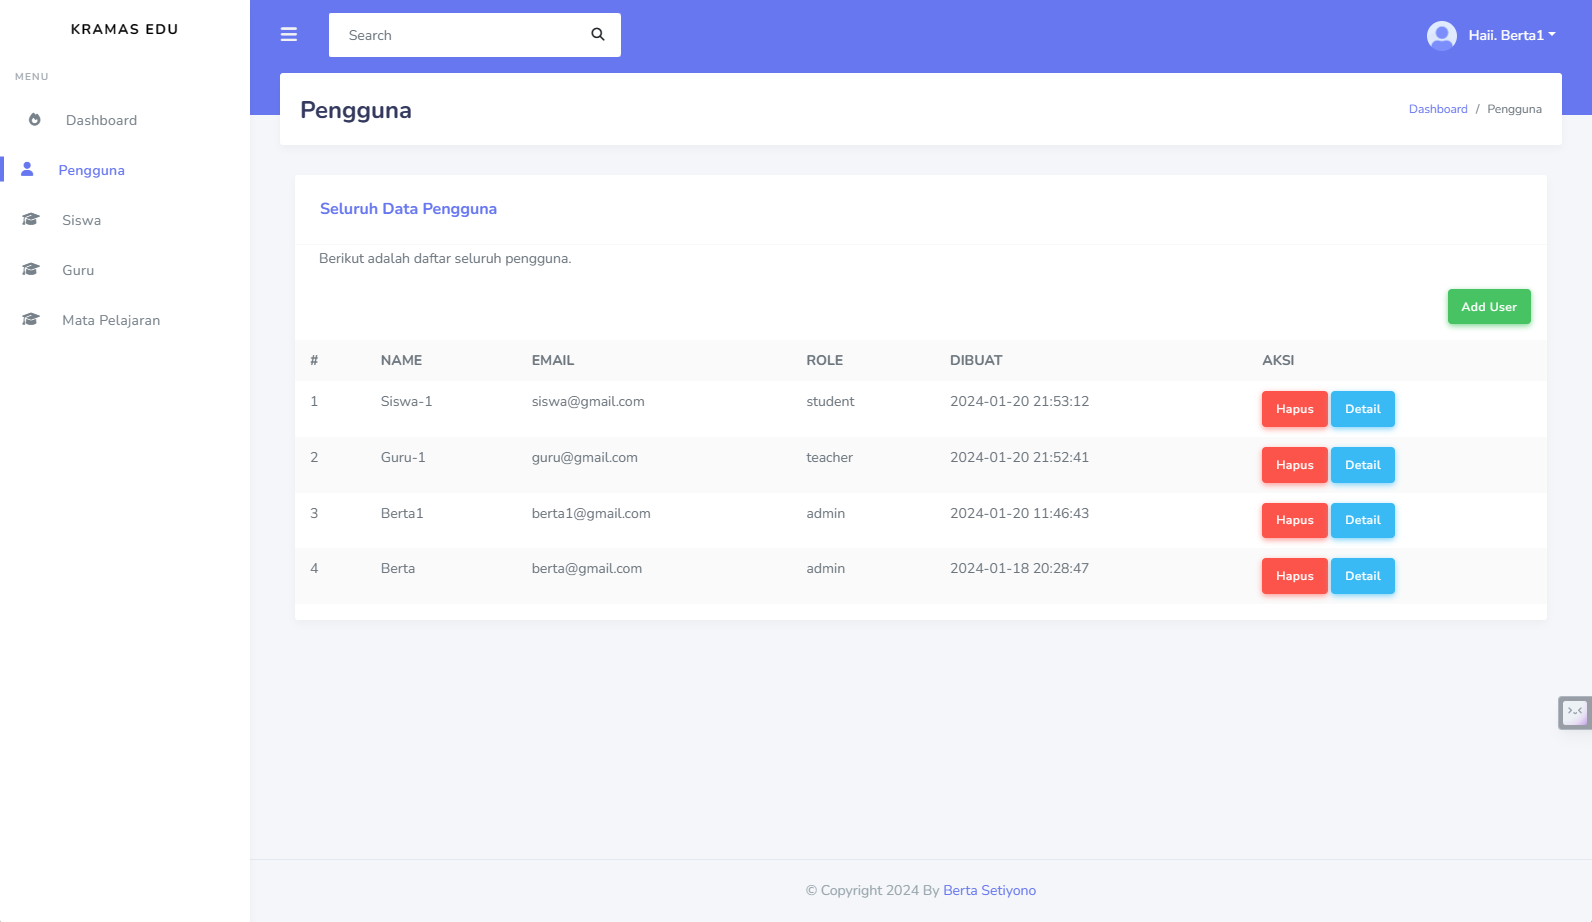 KRAMAS EDU
MENU
Dashboard
Pengguna
Siswa
Guru
Mata Pelajaran
Search
Haii. Berta1
Pengguna
Dashboard / Pengguna
Seluruh Data Pengguna
Berikut adalah daftar seluruh pengguna.
Add User
# NAME EMAIL ROLE DIBUAT AKSI
1 Siswa-1 siswa@gmail.com student 2024-01-20 21:53:12 Hapus Detail
2 Guru-1 guru@gmail.com teacher 2024-01-20 21:52:41 Hapus Detail
3 Berta1 berta1@gmail.com admin 2024-01-20 11:46:43 Hapus Detail
4 Berta berta@gmail.com admin 2024-01-18 20:28:47 Hapus Detail
© Copyright 2024 By Berta Setiyono